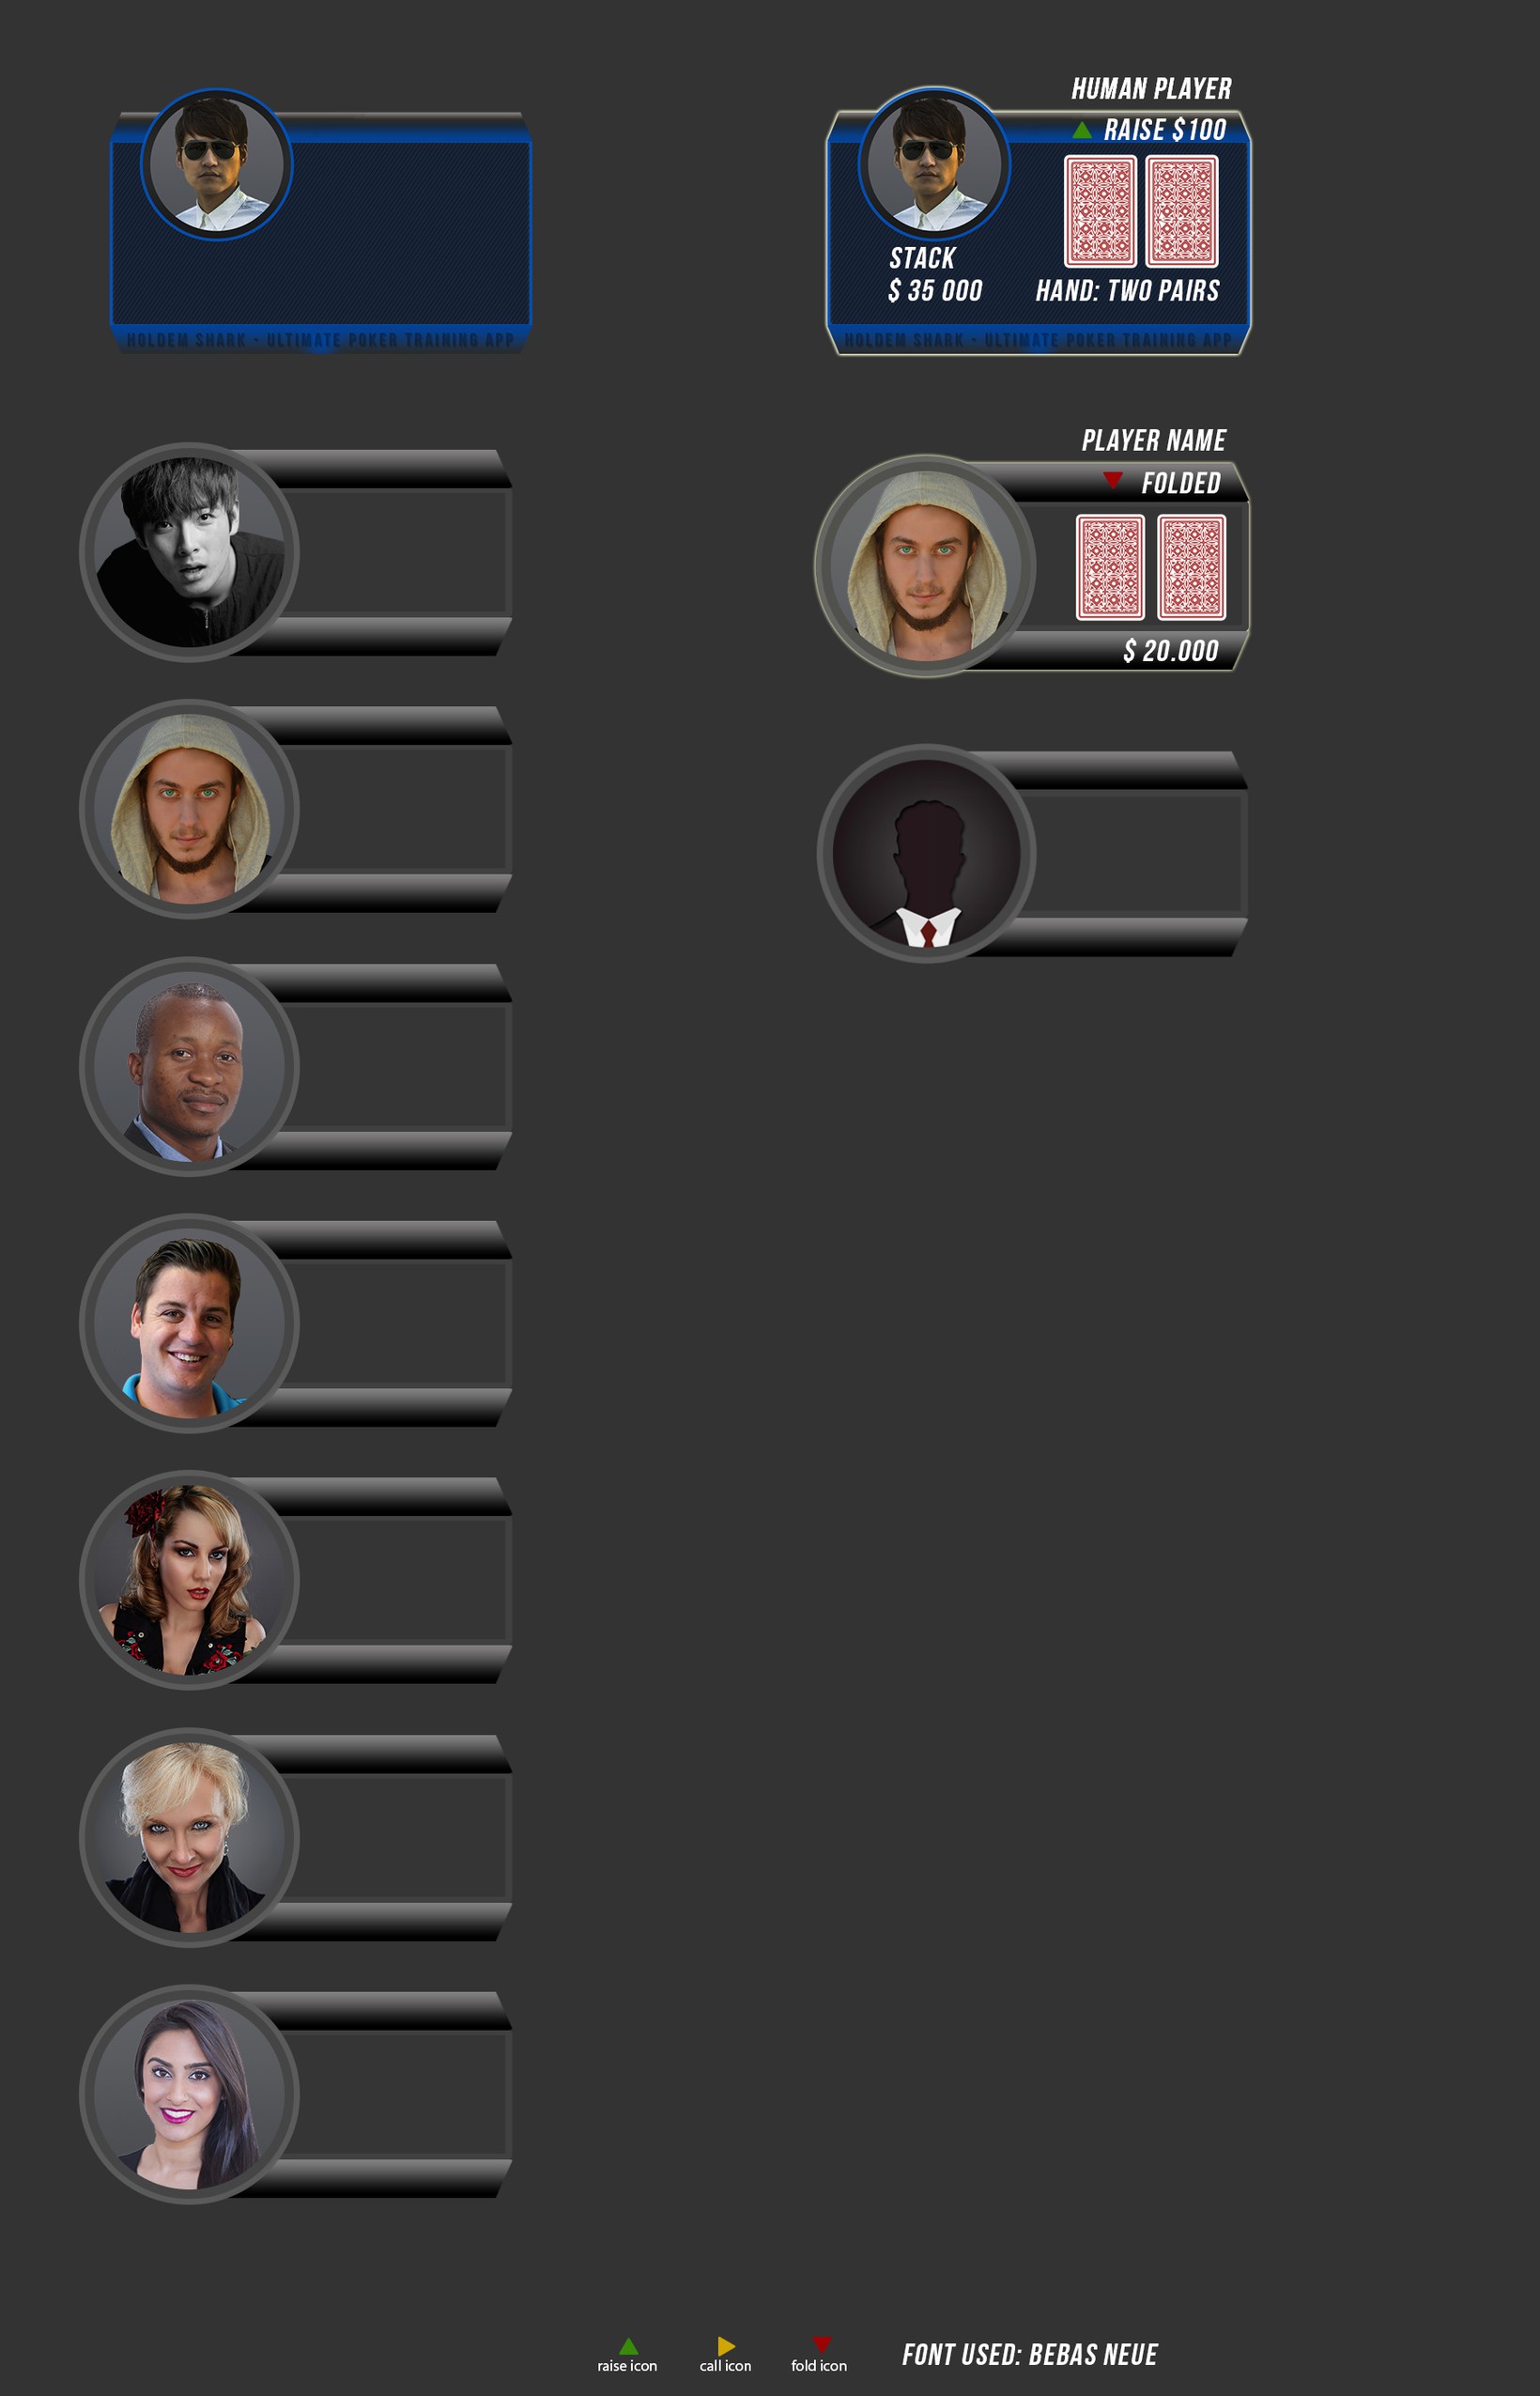 HUMAN PLAYER
RAISE $100
STACK
$ 35 000
HAND: TWO PAIRS
HOLDEM SHARK • ULTIMATE POKER TRAINING APP
HOLDEM SHARK • ULTIMATE POKER TRAINING APP
PLAYER NAME
FOLDED
$ 20.000
raise icon
call icon
fold icon
FONT USED: BEBAS NEUE